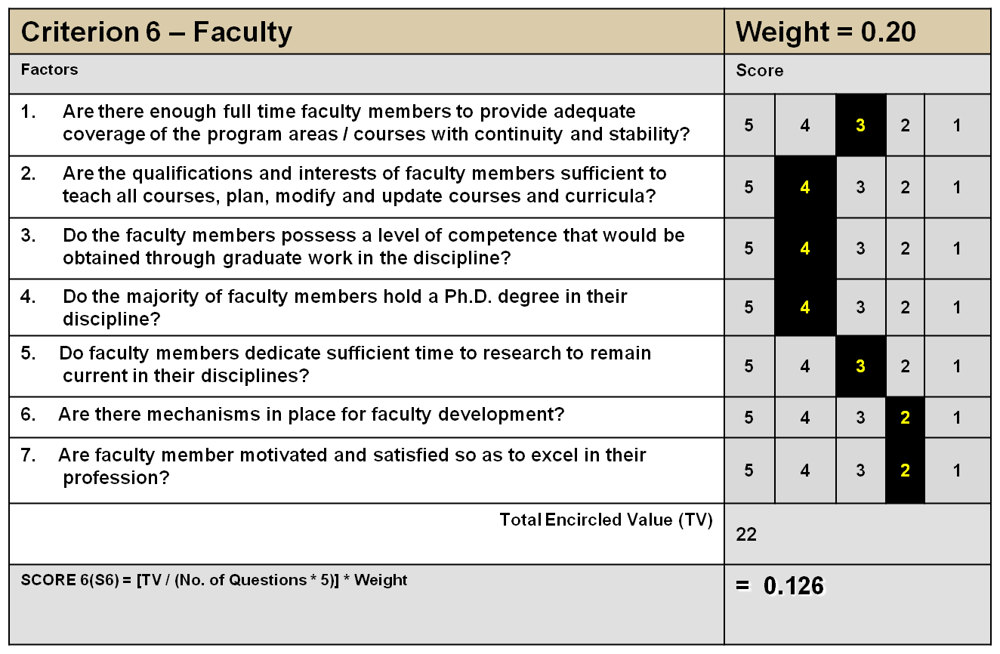 Criterion 6 – Faculty Weight = 0.20
Factors Score
1. Are there enough full time faculty members to provide adequate
coverage of the program areas / courses with continuity and stability?
5 4 3 2 1
2. Are the qualifications and interests of faculty members sufficient to
teach all courses, plan, modify and update courses and curricula?
5 4 3 2 1
3. Do the faculty members possess a level of competence that would be
obtained through graduate work in the discipline?
5 4 3 2 1
4. Do the majority of faculty members hold a Ph.D. degree in their
discipline?
5 4 3 2 1
5. Do faculty members dedicate sufficient time to research to remain
current in their disciplines?
5 4 3 2 1
6. Are there mechanisms in place for faculty development?
5 4 3 2 1
7. Are faculty member motivated and satisfied so as to excel in their
profession?
5 4 3 2 1
Total Encircled Value (TV)
22
SCORE 6(S6) = [TV / (No. of Questions * 5)] * Weight
= 0.126